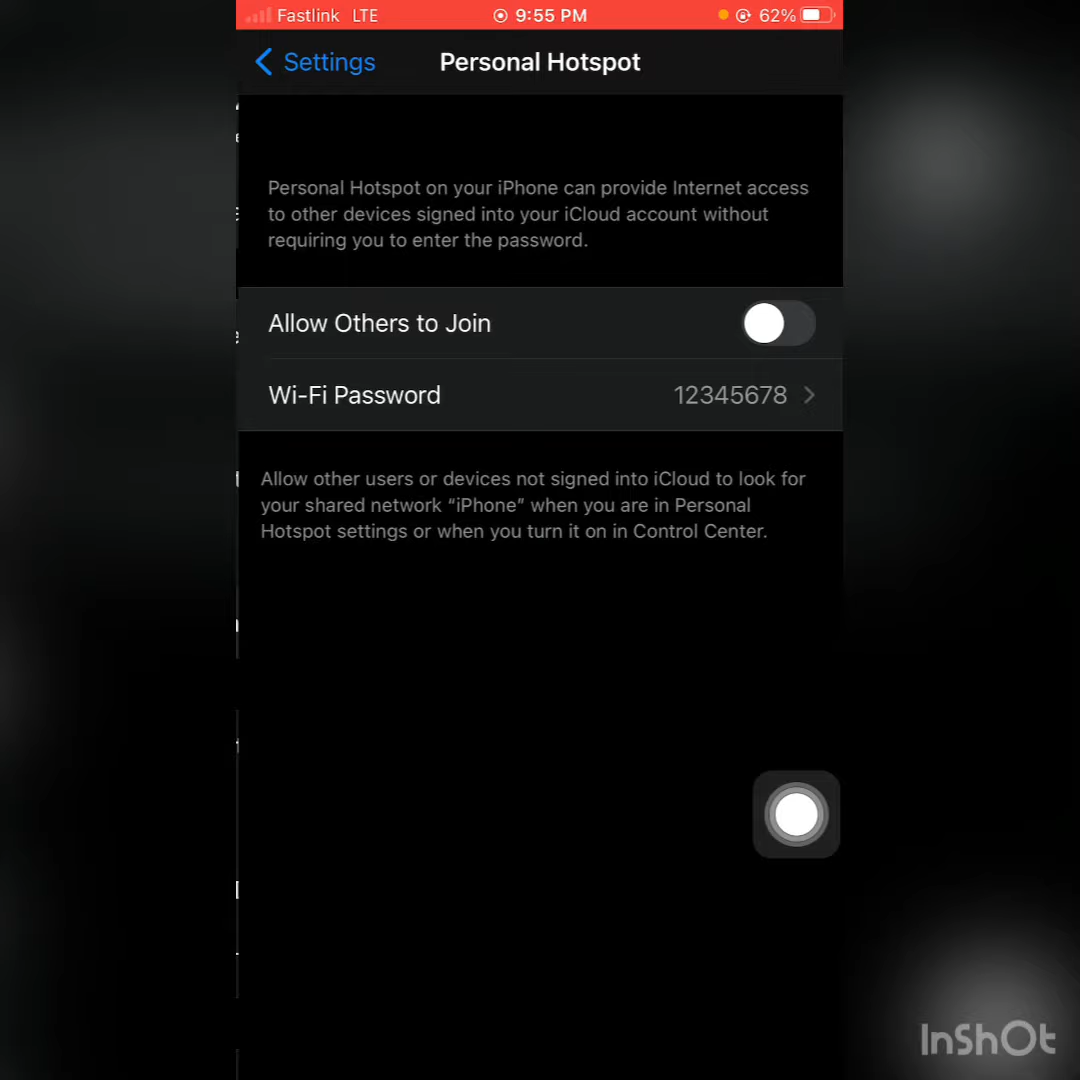 Fastlink LTE 9:55 PM 62%
Settings Personal Hotspot
Personal Hotspot on your iPhone can provide Internet access
to other devices signed into your iCloud account without
requiring you to enter the password.
Allow Others to Join
Wi-Fi Password 12345678
Allow other users or devices not signed into iCloud to look for
your shared network “iPhone” when you are in Personal
Hotspot settings or when you turn it on in Control Center.
InShOt